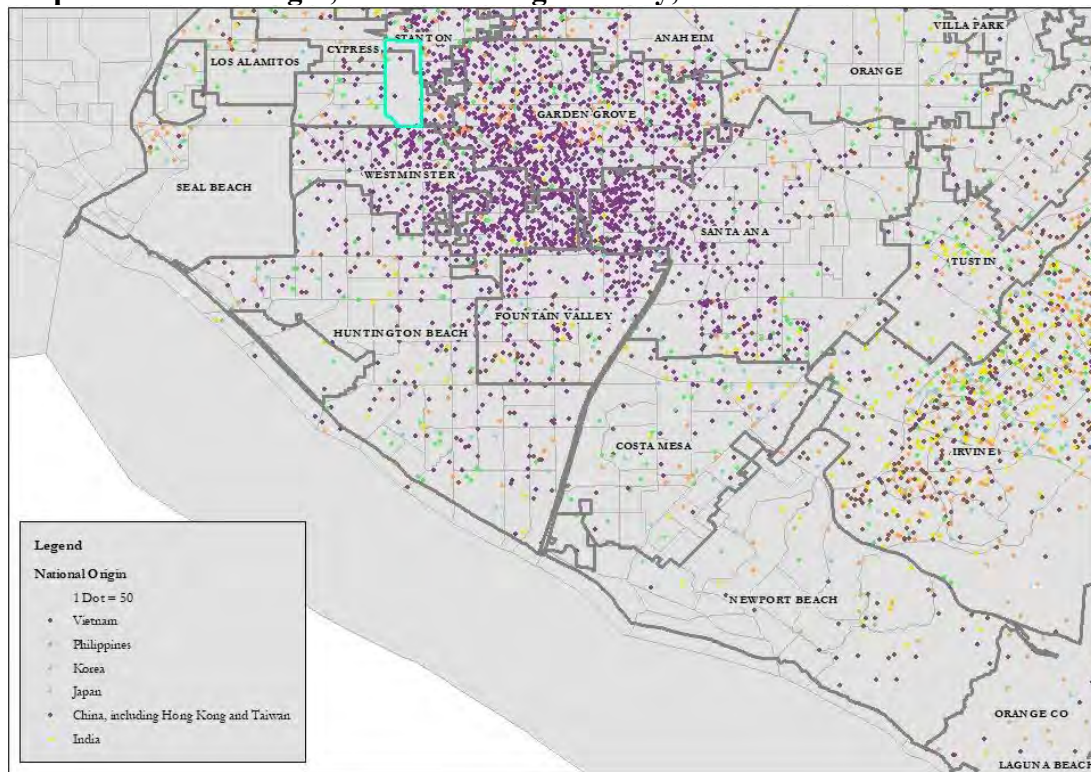 STANTON
VILLA PARK
CYPRESS
ANAHEIM
LOS ALAMITOS
ORANGE
GARDEN GROVE
WESTMINSTER
SEAL BEACH
SANTA ANA
TUSTIN
FOUNTAIN VALLEY
HUNTINGTON BEACH
COSTA MESA
IRVINE
NEWPORT BEACH
ORANGE CO
LAGUNA BEACH
Legend
National Origin
1 Dot = 50
Vietnam
Philippines
Korea
Japan
China, including Hong Kong and Taiwan
India